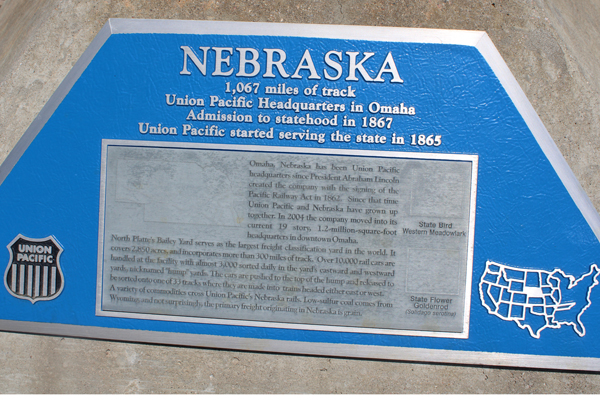 NEBRASKA
1,067 miles of track
Union Pacific Headquarters in Omaha
Admission to statehood in 1867
Union Pacific started serving the state in 1865
Omaha, Nebraska has been Union Pacific
headquarters since President Abraham Lincoln
created the company with the signing of the
Pacific Railway Act in 1862. Since that time
Union Pacific and Nebraska have grown up
together. In 2004 the company moved into its
current 19 story, 1.2-million-square-foot
headquarters in downtown Omaha.
North Platte's Bailey Yard serves as the largest freight classification yard in the world. It
covers 2,850 acres, and incorporates more than 300 miles of track. Over 10,000 rail cars are
handled at the facility with almost 3,000 sorted daily in the yard's eastward and westward
yards, nicknamed "hump" yards. The cars are pushed to the top of the hump and released to
be sorted onto one of 33 tracks where they are made into trains headed either east or west.
A variety of commodities cross Union Pacific's Nebraska rails. Low-sulfur coal comes from
Wyoming, and not surprisingly, the primary freight originating in Nebraska is grain.
State Bird
Western Meadowlark
State Flower
Goldenrod
(Solidago serotina)
UNION
PACIFIC